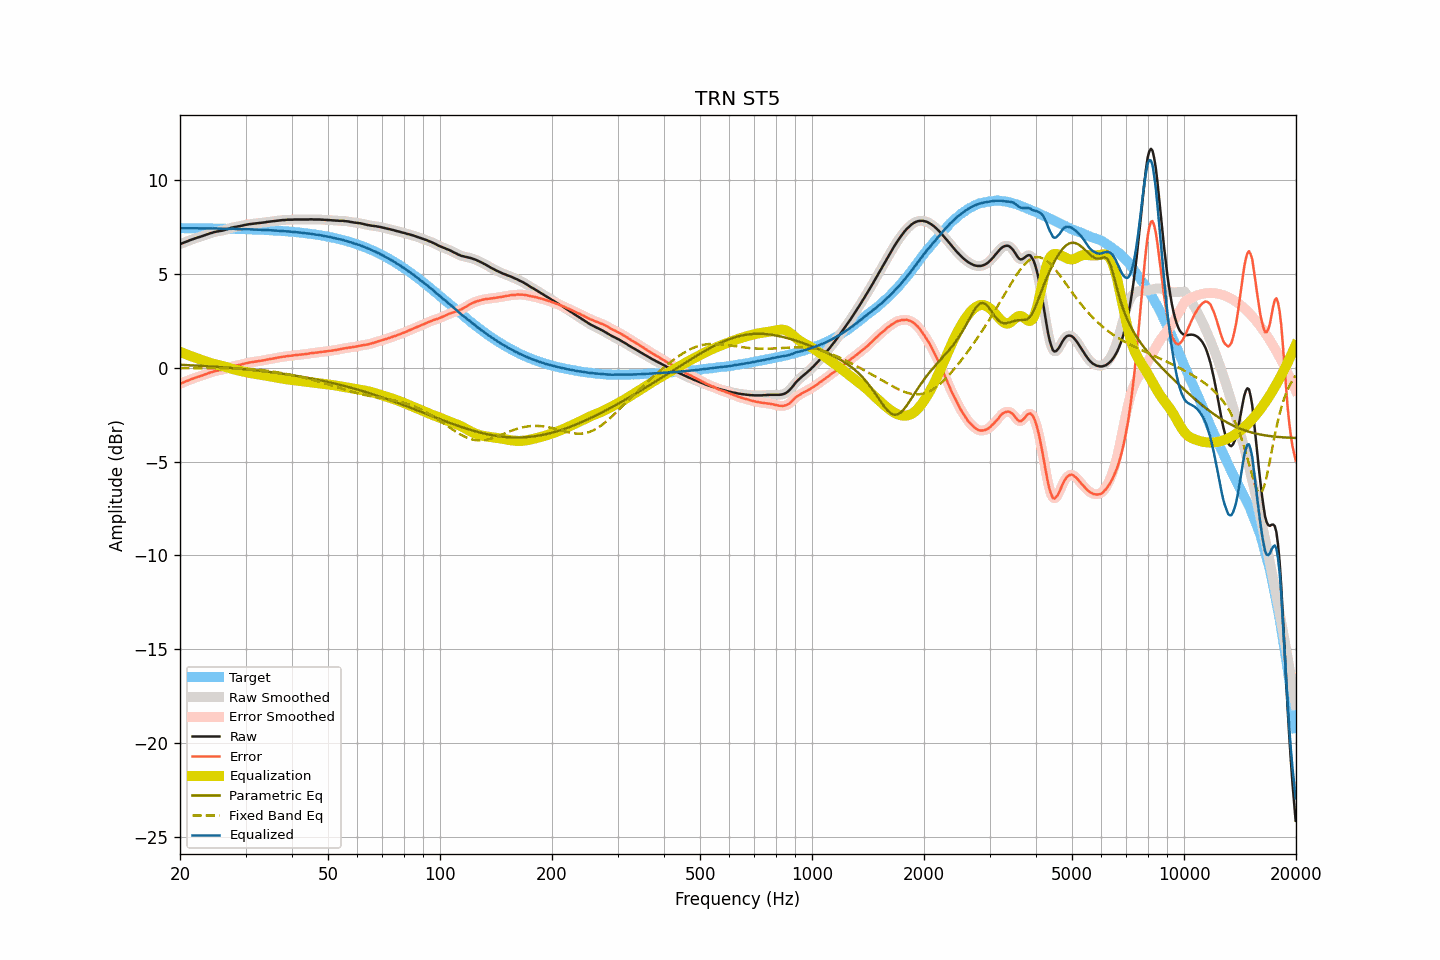 TRN ST5
10
5
0
−5
−10
−15
−20
−25
Amplitude (dBr)
Target
Raw Smoothed
Error Smoothed
Raw
Error
Equalization
Parametric Eq
Fixed Band Eq
Equalized
20 50 100 200 500 1000 2000 5000 10000 20000
Frequency (Hz)